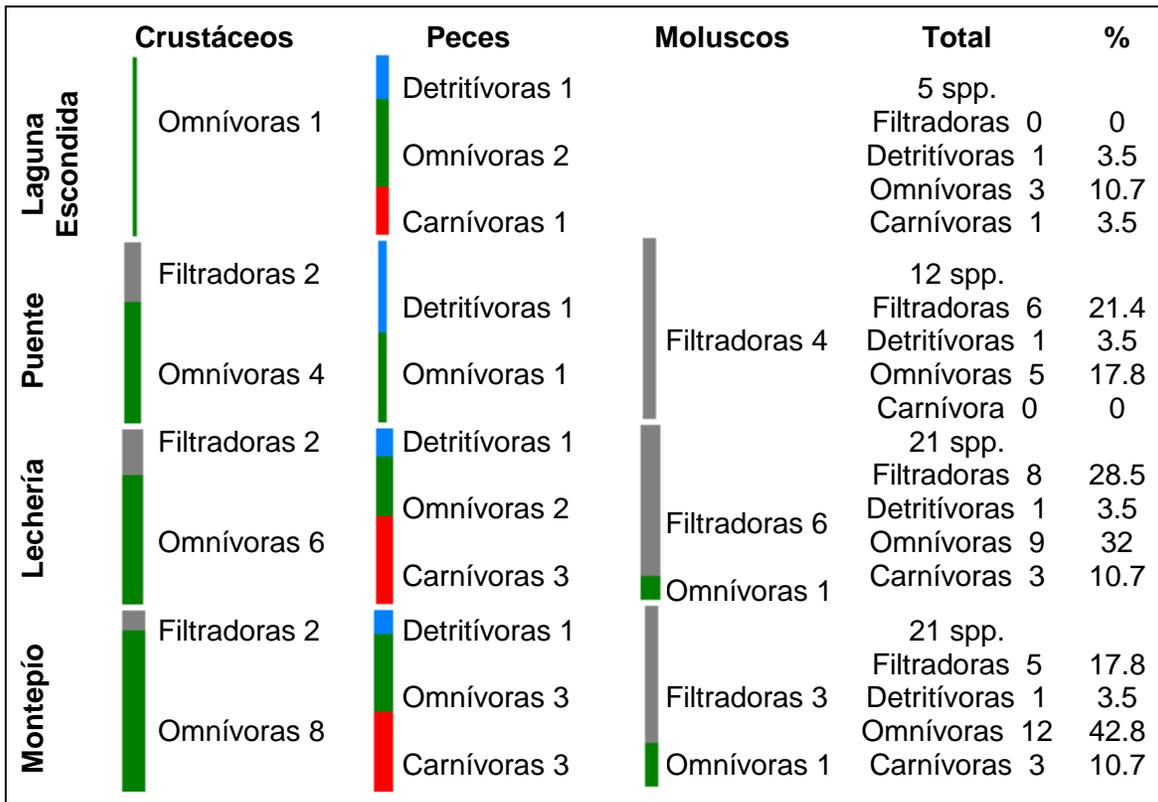 Crustáceos Peces Moluscos Total %
Laguna Escondida
Omnívoras 1
Detritívoras 1
Omnívoras 2
Carnívoras 1
5 spp.
Filtradoras 0 0
Detritívoras 1 3.5
Omnívoras 3 10.7
Carnívoras 1 3.5
Puente
Filtradoras 2
Omnívoras 4
Detritívoras 1
Omnívoras 1
Filtradoras 4
12 spp.
Filtradoras 6 21.4
Detritívoras 1 3.5
Omnívoras 5 17.8
Carnívora 0 0
Lechería
Filtradoras 2
Omnívoras 6
Detritívoras 1
Omnívoras 2
Carnívoras 3
Filtradoras 6
Omnívoras 1
21 spp.
Filtradoras 8 28.5
Detritívoras 1 3.5
Omnívoras 9 32
Carnívoras 3 10.7
Montepío
Filtradoras 2
Omnívoras 8
Detritívoras 1
Omnívoras 3
Carnívoras 3
Filtradoras 3
Omnívoras 1
21 spp.
Filtradoras 5 17.8
Detritívoras 1 3.5
Omnívoras 12 42.8
Carnívoras 3 10.7